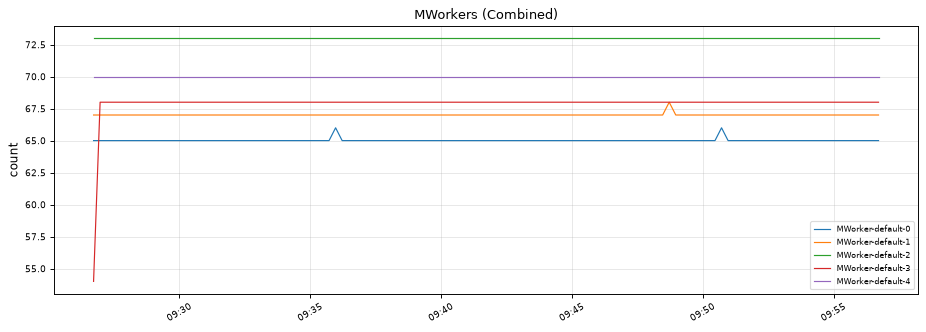 MWorkers (Combined)
count
72.5
70.0
67.5
65.0
62.5
60.0
57.5
55.0
09:30
09:35
09:40
09:45
09:50
09:55
MWorker-default-0
MWorker-default-1
MWorker-default-2
MWorker-default-3
MWorker-default-4